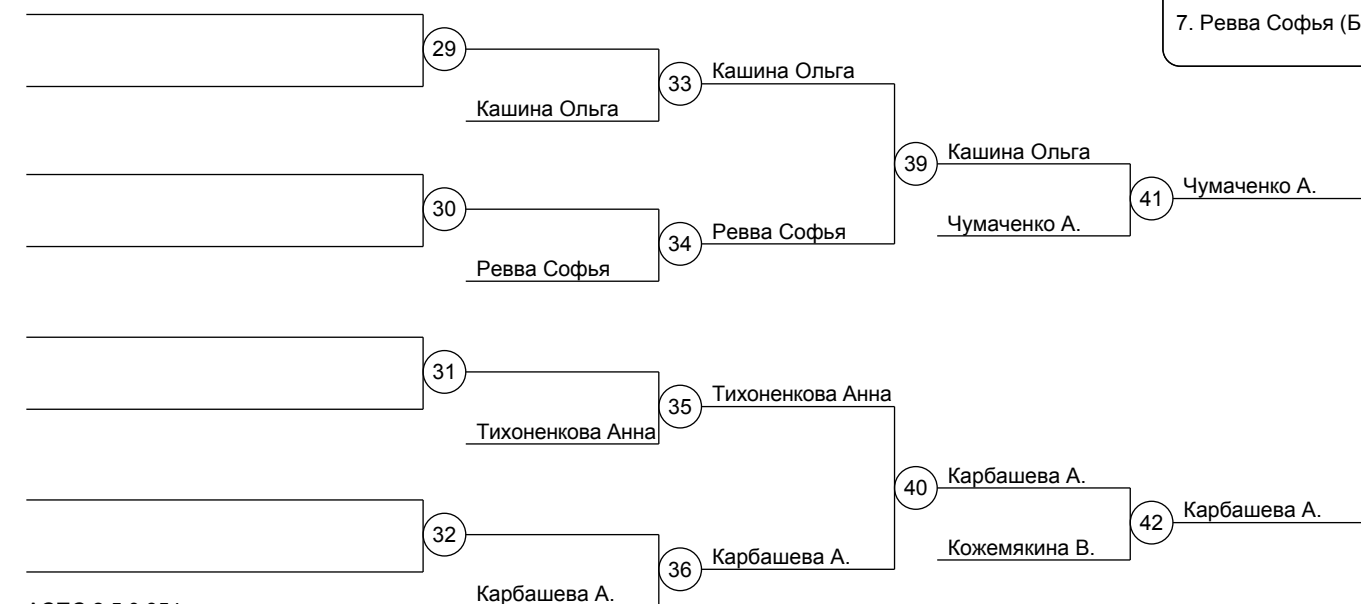 7. Ревва Софья (Б
29
Кашина Ольга
33
Кашина Ольга
Кашина Ольга
39
Чумаченко А.
41
Чумаченко А.
30
Ревва Софья
34
Ревва Софья
31
Тихоненкова Анна
35
Тихоненкова Анна
Карбашева А.
40
Карбашева А.
42
Кожемякина В.
32
Карбашева А.
36
Карбашева А.